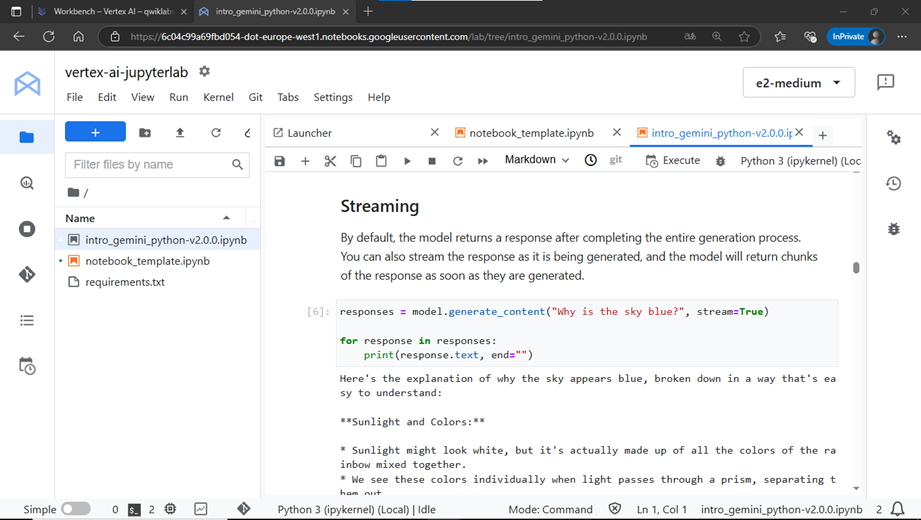 Workbench – Vertex AI – qwiklabs
intro_gemini_python-v2.0.0.ipynb
https://6c04c99a69fbd054-dot-europe-west1.notebooks.googleusercontent.com/lab/tree/intro_gemini_python-v2.0.0.ipynb
InPrivate
vertex-ai-jupyterlab
e2-medium
File Edit View Run Kernel Git Tabs Settings Help
Launcher
notebook_template.ipynb
intro_gemini_python-v2.0.0.ip
Filter files by name
Markdown
git
Execute
Python 3 (ipykernel) (Loc
/
Name
intro_gemini_python-v2.0.0.ipynb
notebook_template.ipynb
requirements.txt
Streaming
By default, the model returns a response after completing the entire generation process.
You can also stream the response as it is being generated, and the model will return chunks
of the response as soon as they are generated.
[6]: responses = model.generate_content("Why is the sky blue?", stream=True)
for response in responses:
print(response.text, end="")
Here's the explanation of why the sky appears blue, broken down in a way that's ea
sy to understand:
**Sunlight and Colors:**
* Sunlight might look white, but it's actually made up of all the colors of the ra
inbow mixed together.
* We see these colors individually when light passes through a prism, separating t
hem out.
Simple 0 2 Python 3 (ipykernel) (Local) | Idle Mode: Command Ln 1, Col 1 intro_gemini_python-v2.0.0.ipynb 2